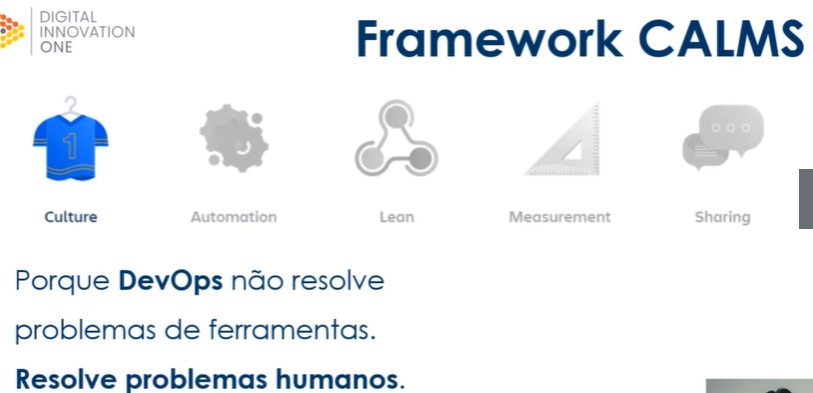 DIGITAL
INNOVATION
ONE
Framework CALMS
1
Culture
Automation
Lean
Measurement
Sharing
Porque DevOps não resolve
problemas de ferramentas.
Resolve problemas humanos.